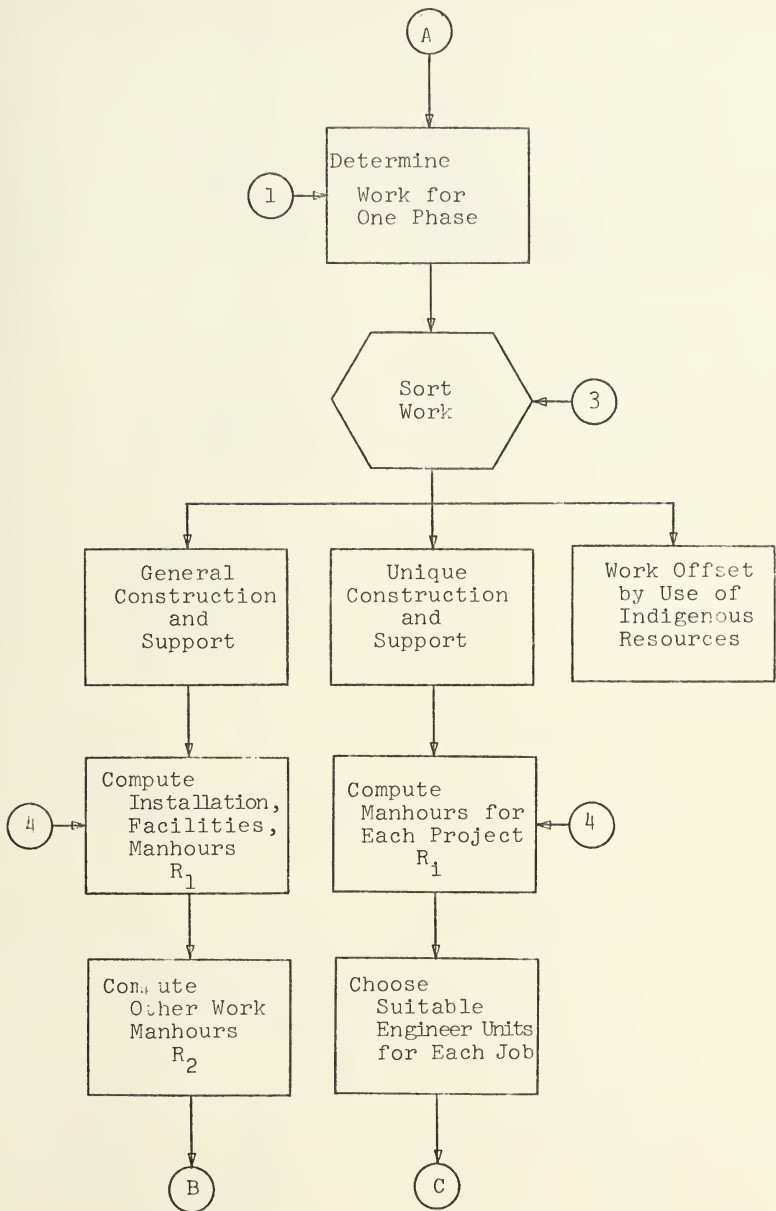 A
Determine
Work for
One Phase
1
Sort
Work
3
General
Construction
and
Support
Unique
Construction
and
Support
Work Offset
by Use of
Indigenous
Resources
Compute
Installation,
Facilities,
Manhours
R1
4
Compute
Manhours for
Each Project
Ri
4
Compute
Other Work
Manhours
R2
Choose
Suitable
Engineer Units
for Each Job
B
C